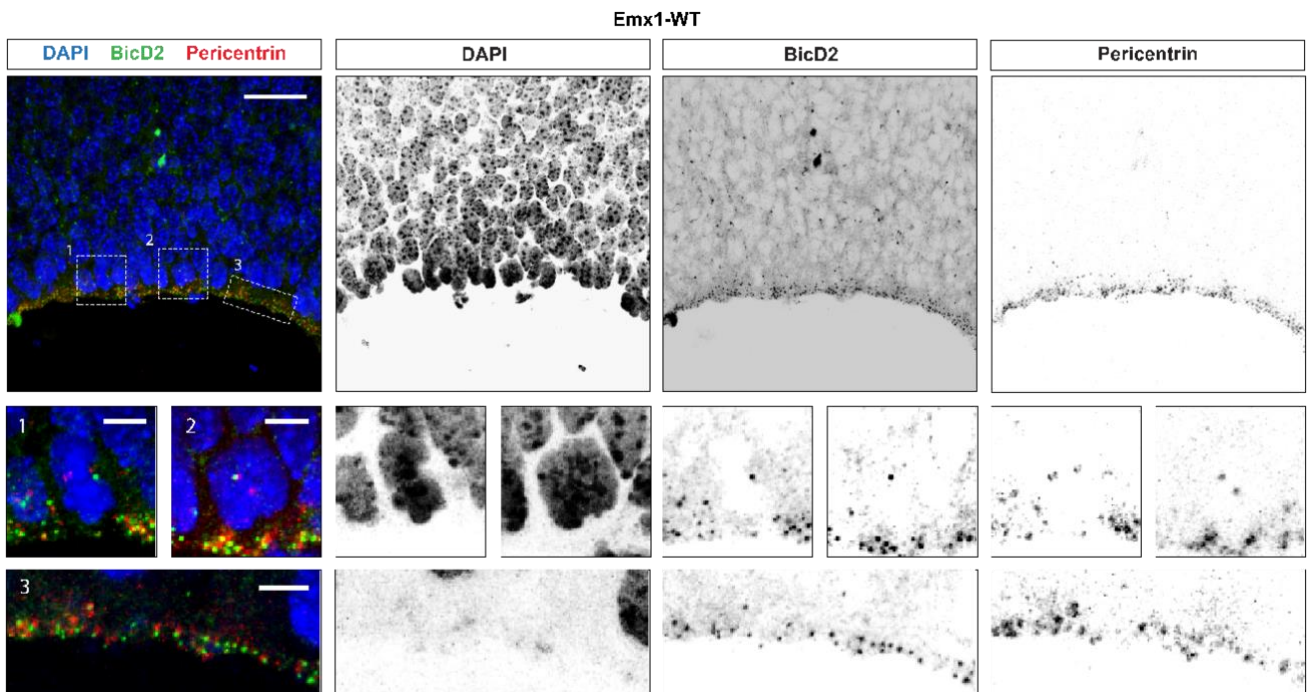 Emx1-WT
DAPI BicD2 Pericentrin
DAPI
BicD2
Pericentrin
1
2
3
1
2
3